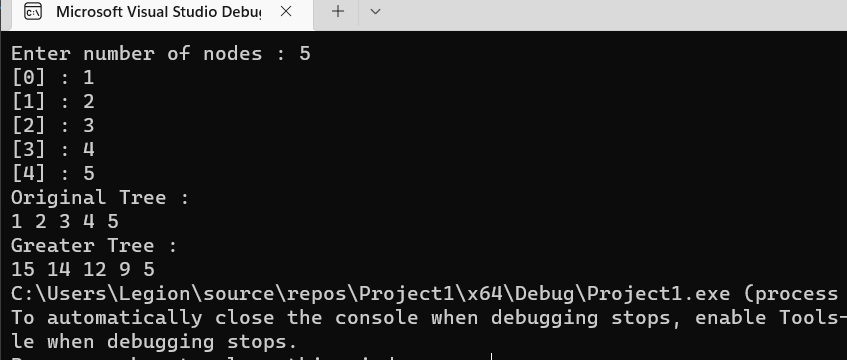 Microsoft Visual Studio Debug
Enter number of nodes : 5
[0] : 1
[1] : 2
[2] : 3
[3] : 4
[4] : 5
Original Tree :
1 2 3 4 5
Greater Tree :
15 14 12 9 5
C:\Users\Legion\source\repos\Project1\x64\Debug\Project1.exe (process
To automatically close the console when debugging stops, enable Tools-
le when debugging stops.